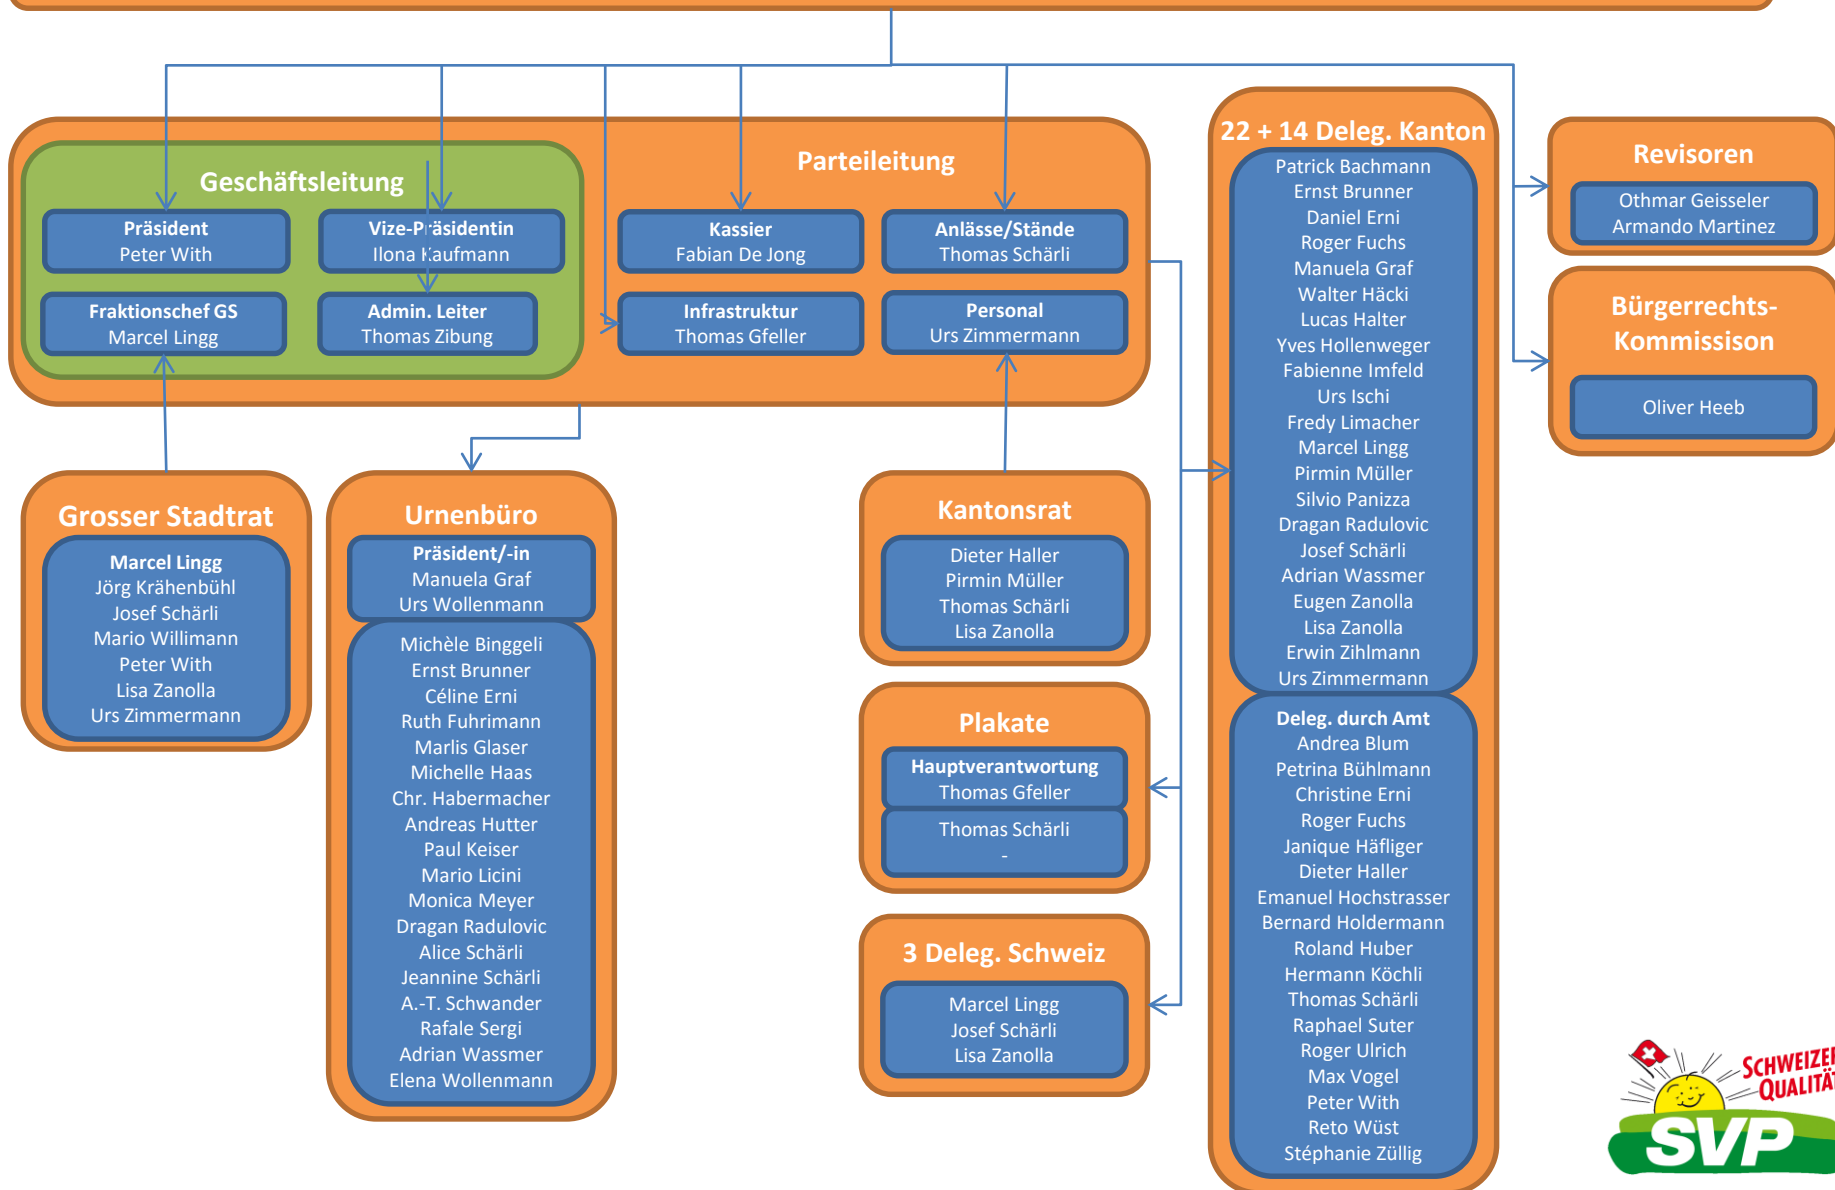 Parteileitung
Geschäftsleitung
Präsident
Peter With
Vize-Präsidentin
Ilona Kaufmann
Kassier
Fabian De Jong
Anlässe/Stände
Thomas Schärli
Fraktionschef GS
Marcel Lingg
Admin. Leiter
Thomas Zibung
Infrastruktur
Thomas Gfeller
Personal
Urs Zimmermann
Grosser Stadtrat
Marcel Lingg
Jörg Krähenbühl
Josef Schärli
Mario Willimann
Peter With
Lisa Zanolla
Urs Zimmermann
Urnenbüro
Präsident/-in
Manuela Graf
Urs Wollenmann
Michèle Binggeli
Ernst Brunner
Céline Erni
Ruth Fuhrimann
Marlis Glaser
Michelle Haas
Chr. Habermacher
Andreas Hutter
Paul Keiser
Mario Licini
Monica Meyer
Dragan Radulovic
Alice Schärli
Jeannine Schärli
A.-T. Schwander
Rafale Sergi
Adrian Wassmer
Elena Wollenmann
Kantonsrat
Dieter Haller
Pirmin Müller
Thomas Schärli
Lisa Zanolla
Plakate
Hauptverantwortung
Thomas Gfeller
Thomas Schärli
-
3 Deleg. Schweiz
Marcel Lingg
Josef Schärli
Lisa Zanolla
22 + 14 Deleg. Kanton
Patrick Bachmann
Ernst Brunner
Daniel Erni
Roger Fuchs
Manuela Graf
Walter Häcki
Lucas Halter
Yves Hollenweger
Fabienne Imfeld
Urs Ischi
Fredy Limacher
Marcel Lingg
Pirmin Müller
Silvio Panizza
Dragan Radulovic
Josef Schärli
Adrian Wassmer
Eugen Zanolla
Lisa Zanolla
Erwin Zihlmann
Urs Zimmermann
Deleg. durch Amt
Andrea Blum
Petrina Bühlmann
Christine Erni
Roger Fuchs
Janique Häfliger
Dieter Haller
Emanuel Hochstrasser
Bernard Holdermann
Roland Huber
Hermann Köchli
Thomas Schärli
Raphael Suter
Roger Ulrich
Max Vogel
Peter With
Reto Wüst
Stéphanie Züllig
Revisoren
Othmar Geisseler
Armando Martinez
Bürgerrechts-
Kommissison
Oliver Heeb
SCHWEIZER
QUALITÄT
SVP